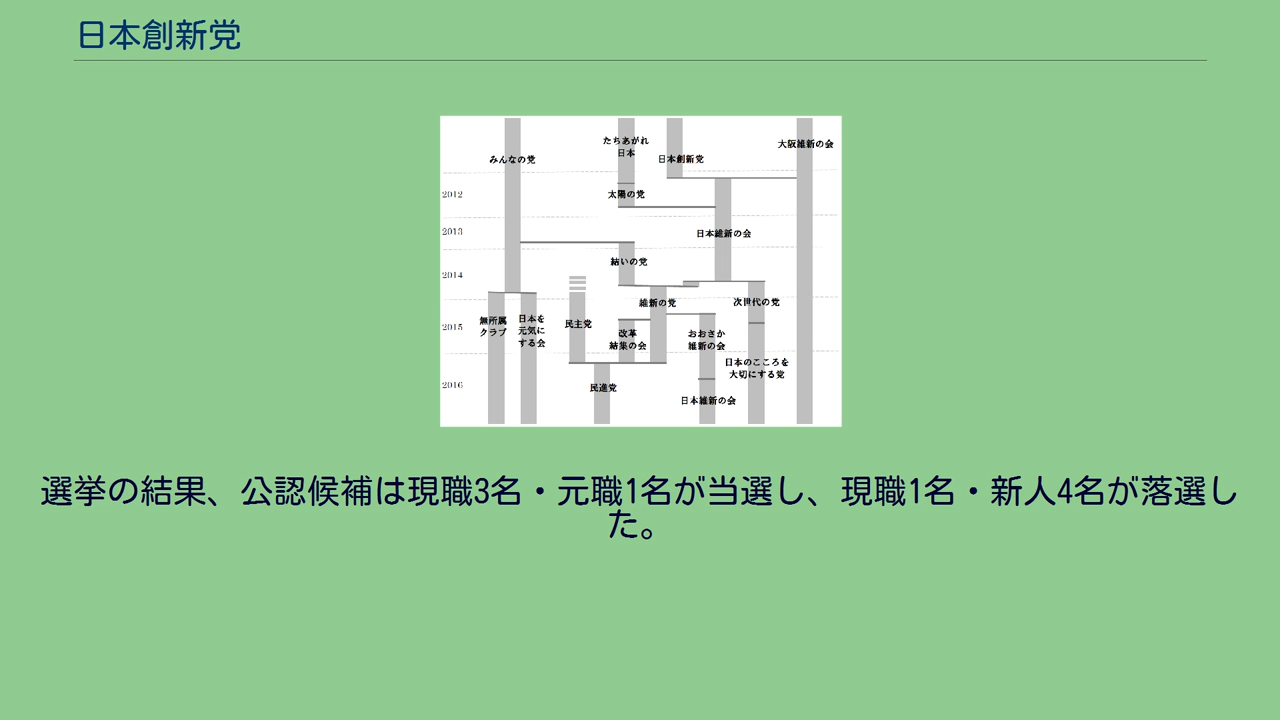 日本創新党
たちあがれ
日本
大阪維新の会
みんなの党
日本創新党
2012
太陽の党
2013
日本維新の会
結いの党
2014
維新の党
次世代の党
無所属
クラブ
日本を
元気に
する会
民主党
2015
改革
結集の会
おおさか
維新の会
日本のこころを
大切にする党
2016
民進党
日本維新の会
選挙の結果、公認候補は現職3名・元職1名が当選し、現職1名・新人4名が落選し
た。